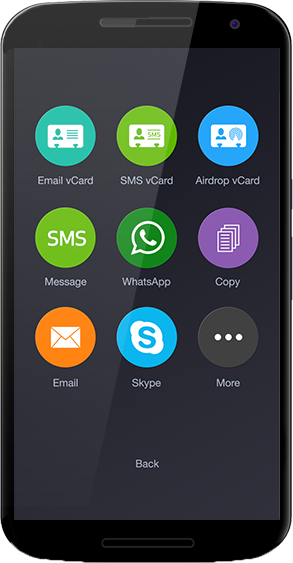 Email vCard
SMS
SMS vCard
Airdrop vCard
SMS
Message
WhatsApp
Copy
Email
S
Skype
More
Back